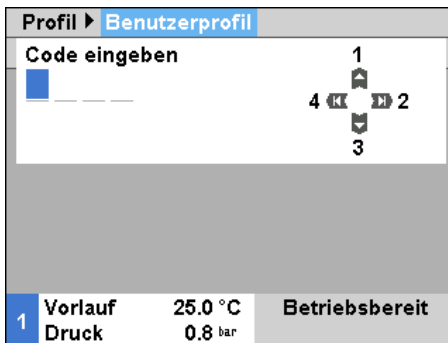 Profil ▶ Benutzerprofil
Code eingeben
1
4 2
3
1
Vorlauf 25.0 °C Betriebsbereit
Druck 0.8 bar